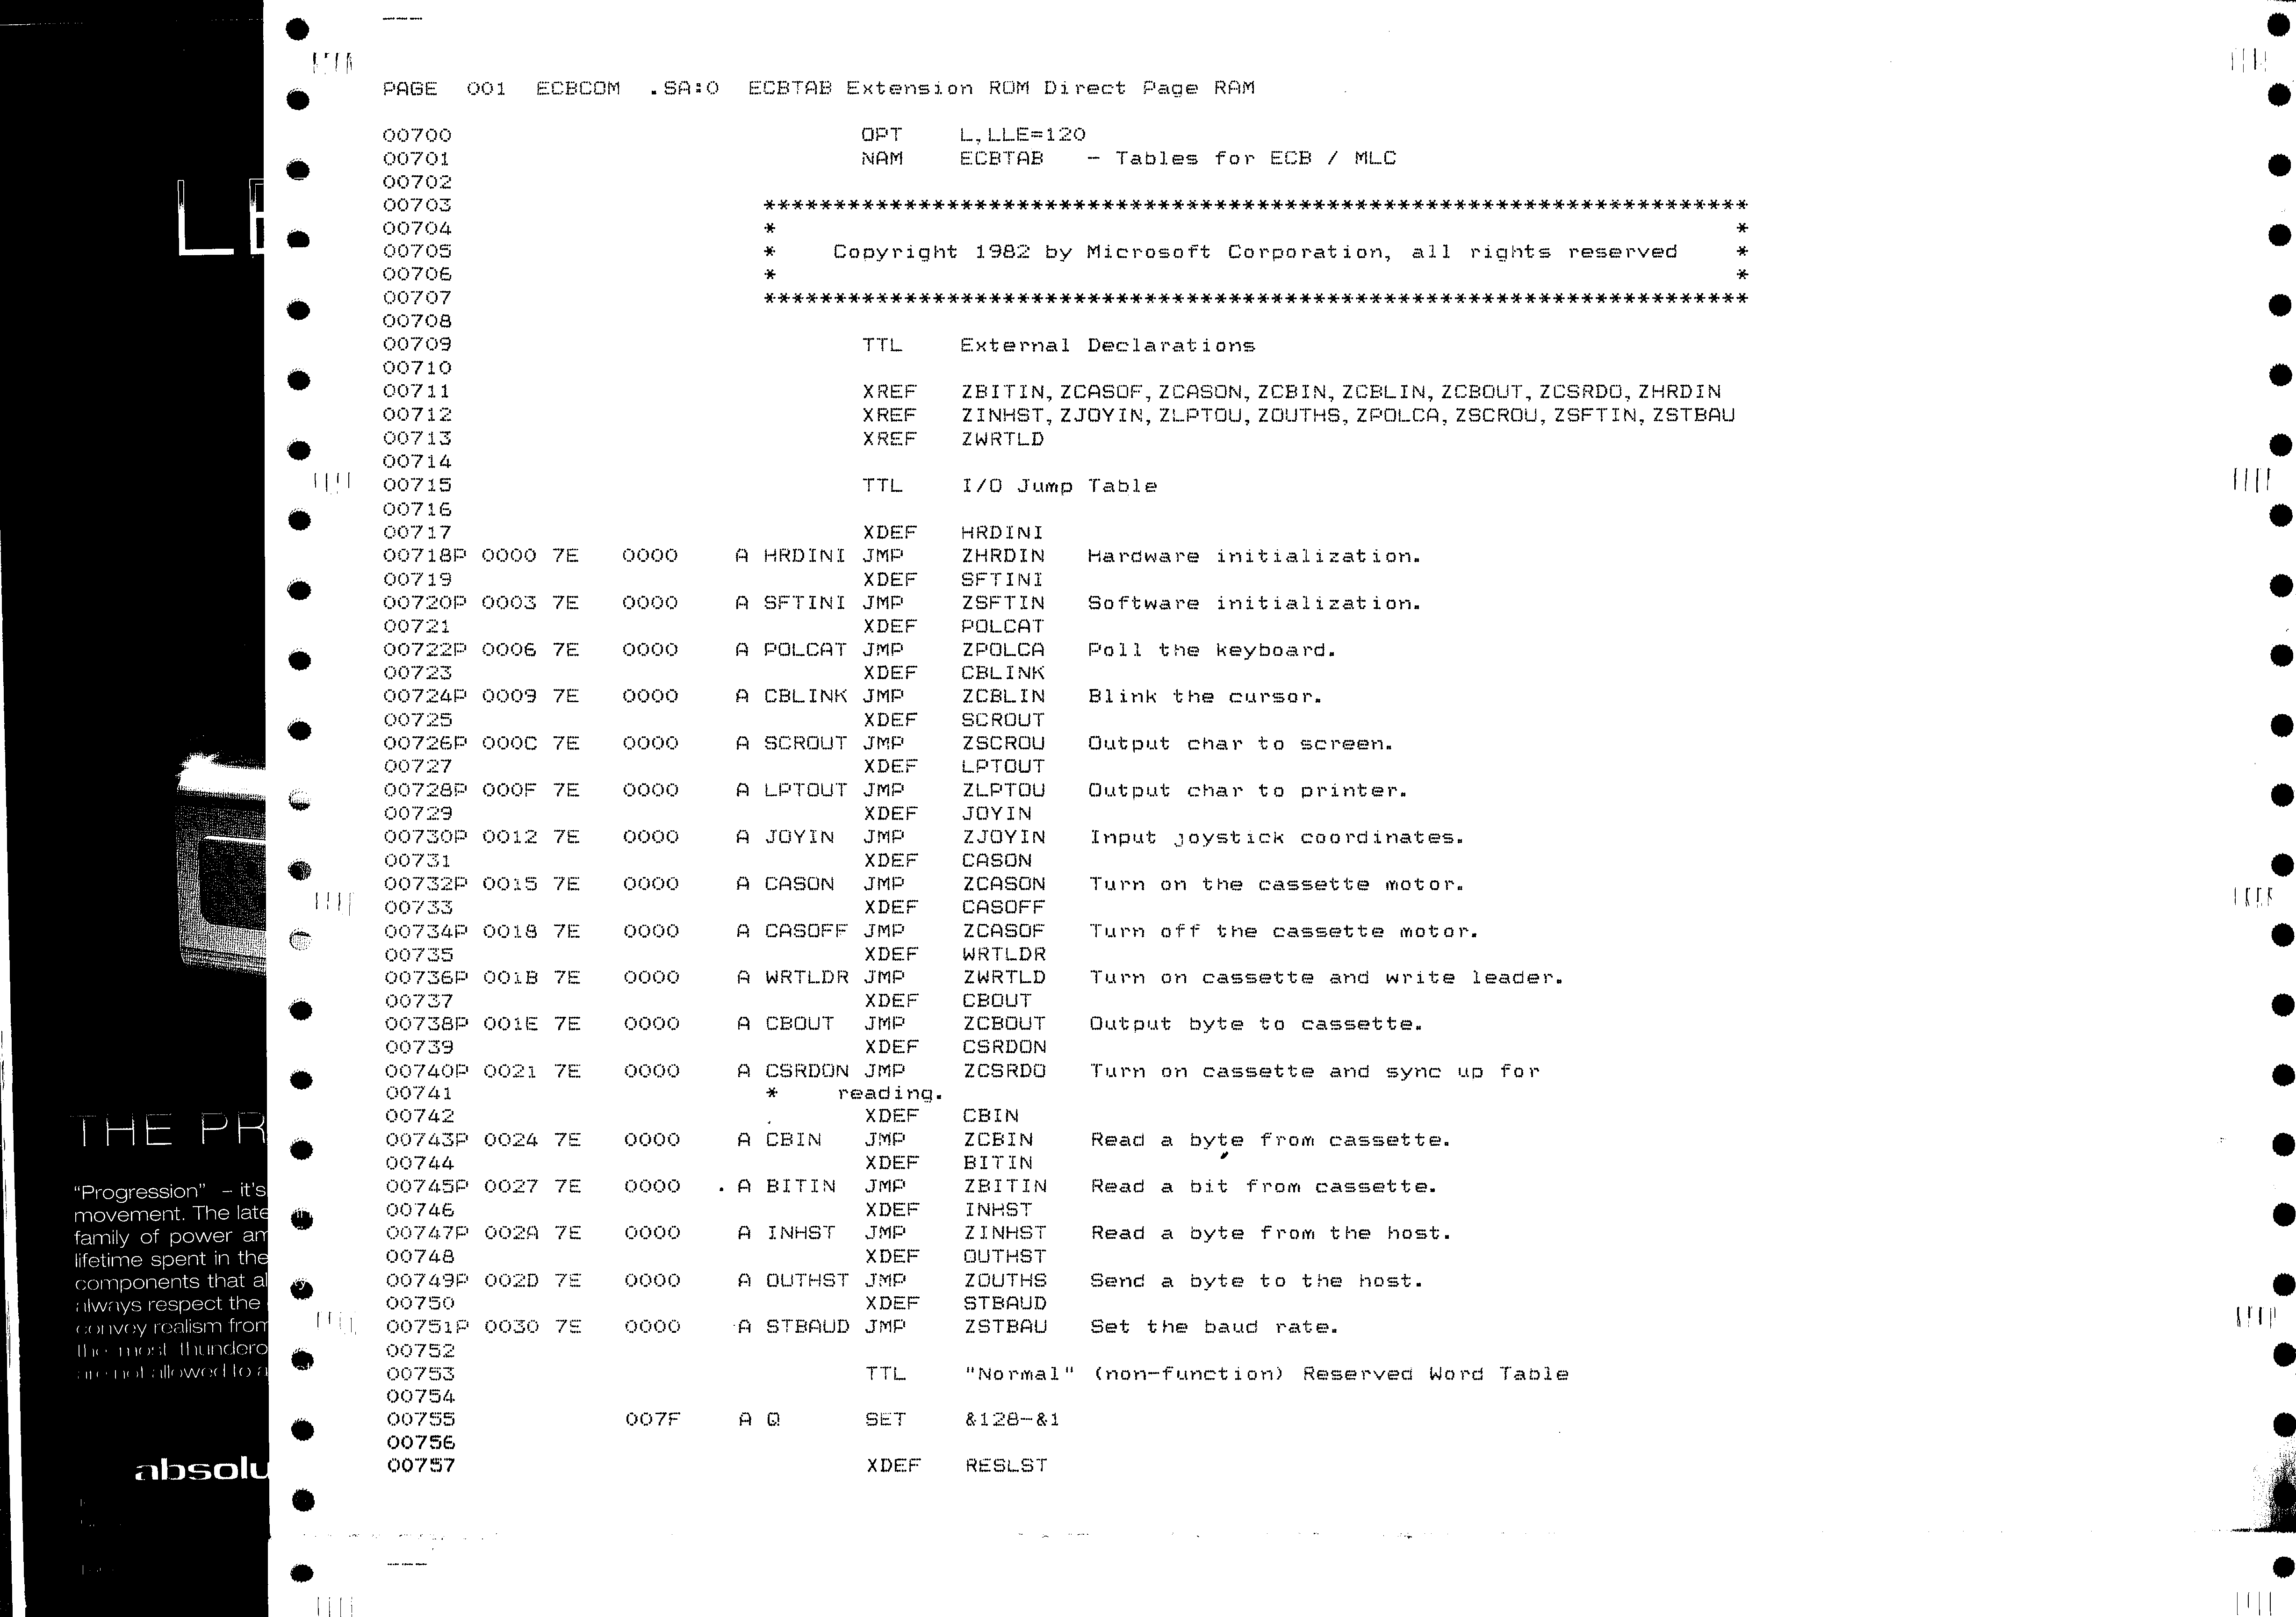 PAGE  001  ECBCOM  .SA:0  ECBTAB Extension ROM Direct Page RAM
00700 OPT L,LLE=120
00701 NAM ECBTAB - Tables for ECB / MLC
00702
00703 **********************************************************************
00704 * *
00705 * Copyright 1982 by Microsoft Corporation, all rights reserved *
00706 * *
00707 **********************************************************************
00708
00709 TTL External Declarations
00710
00711 XREF ZBITIN,ZCASOF,ZCASON,ZCBIN,ZCBLIN,ZCBOUT,ZCSRDO,ZHRDIN
00712 XREF ZINHST,ZJOYIN,ZLPTOU,ZOUTHS,ZPOLCA,ZSCROU,ZSFTIN,ZSTBAU
00713 XREF ZWRTLD
00714
00715 TTL I/O Jump Table
00716
00717 XDEF HRDINI
00718P 0000 7E 0000 A HRDINI JMP ZHRDIN Hardware initialization.
00719 XDEF SFTINI
00720P 0003 7E 0000 A SFTINI JMP ZSFTIN Software initialization.
00721 XDEF POLCAT
00722P 0006 7E 0000 A POLCAT JMP ZPOLCA Poll the keyboard.
00723 XDEF CBLINK
00724P 0009 7E 0000 A CBLINK JMP ZCBLIN Blink the cursor.
00725 XDEF SCROUT
00726P 000C 7E 0000 A SCROUT JMP ZSCROU Output char to screen.
00727 XDEF LPTOUT
00728P 000F 7E 0000 A LPTOUT JMP ZLPTOU Output char to printer.
00729 XDEF JOYIN
00730P 0012 7E 0000 A JOYIN JMP ZJOYIN Input joystick coordinates.
00731 XDEF CASON
00732P 0015 7E 0000 A CASON JMP ZCASON Turn on the cassette motor.
00733 XDEF CASOFF
00734P 0018 7E 0000 A CASOFF JMP ZCASOF Turn off the cassette motor.
00735 XDEF WRTLDR
00736P 001B 7E 0000 A WRTLDR JMP ZWRTLD Turn on cassette and write leader.
00737 XDEF CBOUT
00738P 001E 7E 0000 A CBOUT JMP ZCBOUT Output byte to cassette.
00739 XDEF CSRDON
00740P 0021 7E 0000 A CSRDON JMP ZCSRDO Turn on cassette and sync up for
00741 * reading.
00742 XDEF CBIN
00743P 0024 7E 0000 A CBIN JMP ZCBIN Read a byte from cassette.
00744 XDEF BITIN
00745P 0027 7E 0000 A BITIN JMP ZBITIN Read a bit from cassette.
00746 XDEF INHST
00747P 002A 7E 0000 A INHST JMP ZINHST Read a byte from the host.
00748 XDEF OUTHST
00749P 002D 7E 0000 A OUTHST JMP ZOUTHS Send a byte to the host.
00750 XDEF STBAUD
00751P 0030 7E 0000 A STBAUD JMP ZSTBAU Set the baud rate.
00752
00753 TTL "Normal" (non-function) Reserved Word Table
00754
00755 007F A Q SET &128-&1
00756
00757 XDEF RESLST
THE PR
"Progression" – it's
movement. The late
family of power am
lifetime spent in the
components that al
always respect the
convey realism from
the most thundero
are not allowed to a
absolu